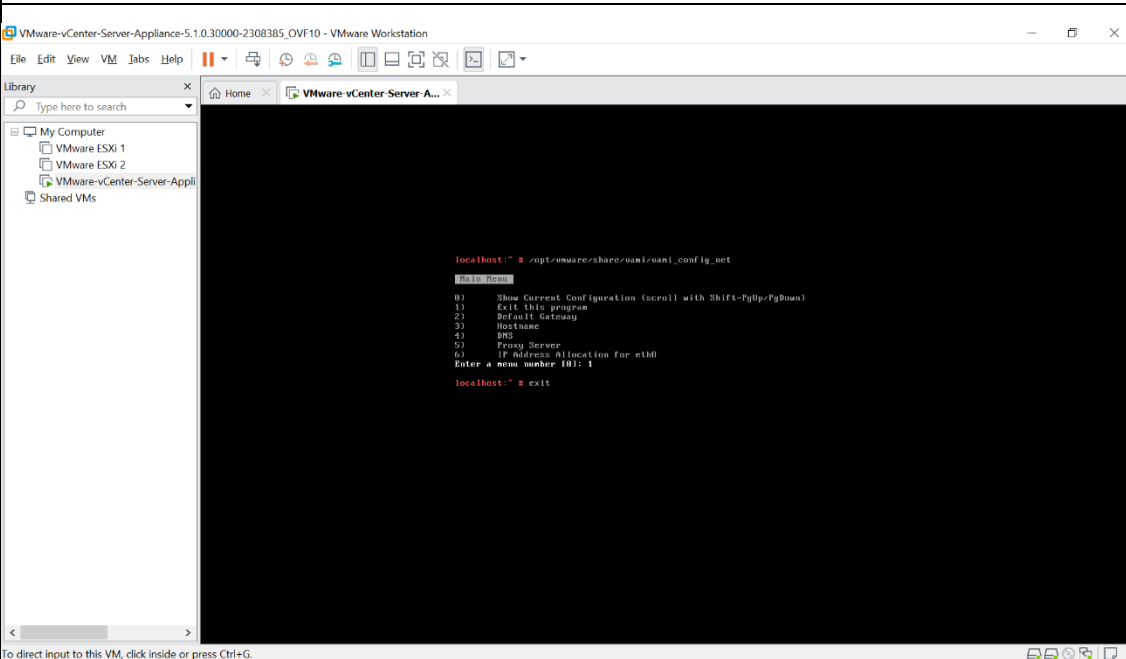 VMware-vCenter-Server-Appliance-5.1.0.30000-2308385_OVF10 - VMware Workstation
File Edit View VM Tabs Help
Library
Type here to search
Home
VMware-vCenter-Server-A...
My Computer
VMware ESXi 1
VMware ESXi 2
VMware-vCenter-Server-Appli
Shared VMs
localhost:~ # /opt/vmware/share/vami/vami_config_net
Main Menu
0) Show Current Configuration (scroll with Shift-PgUp/PgDown)
1) Exit this program
2) Default Gateway
3) Hostname
4) DNS
5) Proxy Server
6) IP Address Allocation for eth0
Enter a menu number [0]: 1
localhost:~ # exit
To direct input to this VM, click inside or press Ctrl+G.